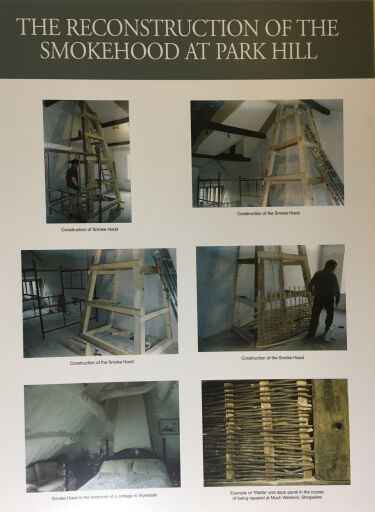 THE RECONSTRUCTION OF THE
SMOKEHOOD AT PARK HILL
Construction of Smoke Hood
Construction of the Smoke Hood
Construction of the Smoke Hood
Construction of the Smoke Hood
Smoke Hood in the bedroom of a cottage in Wyresdale
Example of 'Wattle' and daub panel in the course
of being repaired at Much Wenlock, Shropshire